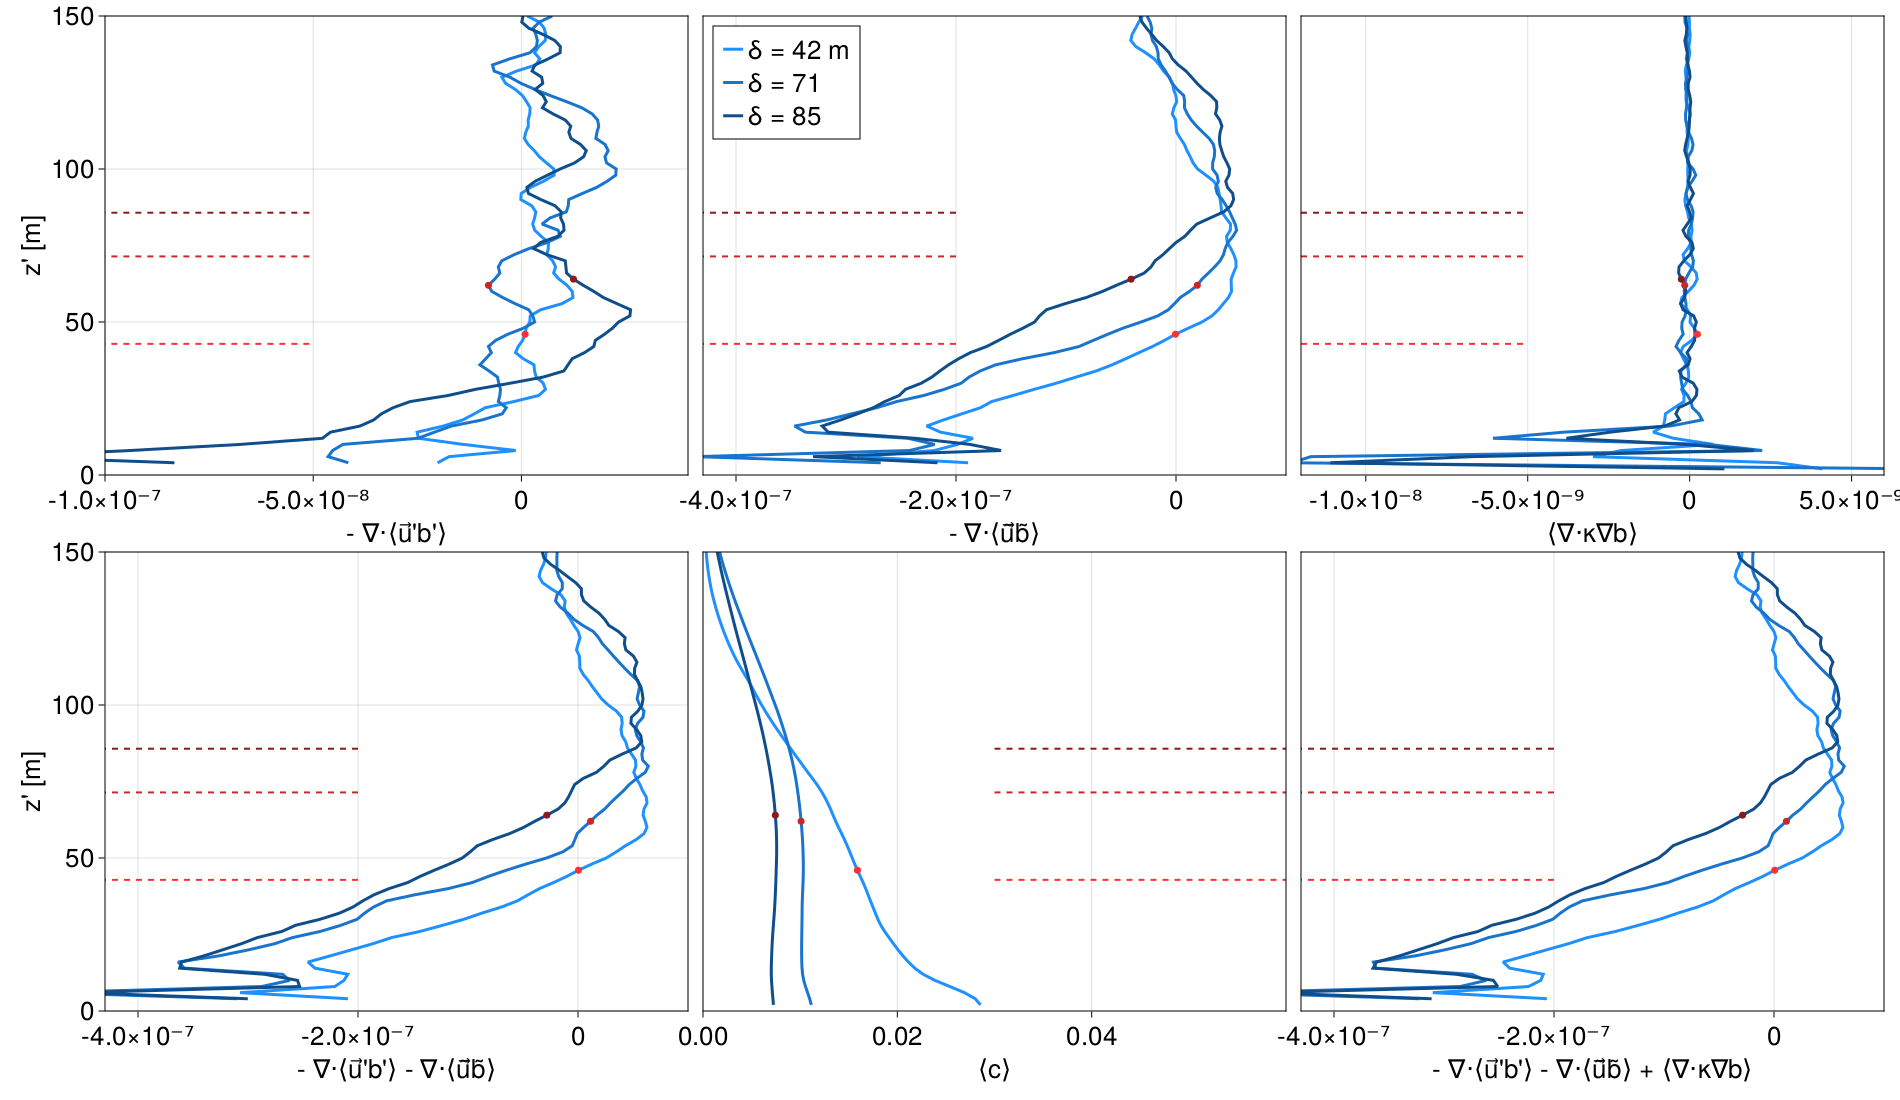 150
100
50
0
z' [m]
-1.0×10⁻⁷
-5.0×10⁻⁸
0
- ∇⋅⟨u⃗'b'⟩
δ = 42 m
δ = 71
δ = 85
-4.0×10⁻⁷
-2.0×10⁻⁷
0
- ∇⋅⟨u⃗̃b̃⟩
-1.0×10⁻⁸
-5.0×10⁻⁹
0
5.0×10⁻⁹
⟨∇⋅κ∇b⟩
150
100
50
0
z' [m]
-4.0×10⁻⁷
-2.0×10⁻⁷
0
- ∇⋅⟨u⃗'b'⟩ - ∇⋅⟨u⃗̃b̃⟩
0.00
0.02
0.04
⟨c⟩
-4.0×10⁻⁷
-2.0×10⁻⁷
0
- ∇⋅⟨u⃗'b'⟩ - ∇⋅⟨u⃗̃b̃⟩ + ⟨∇⋅κ∇b⟩